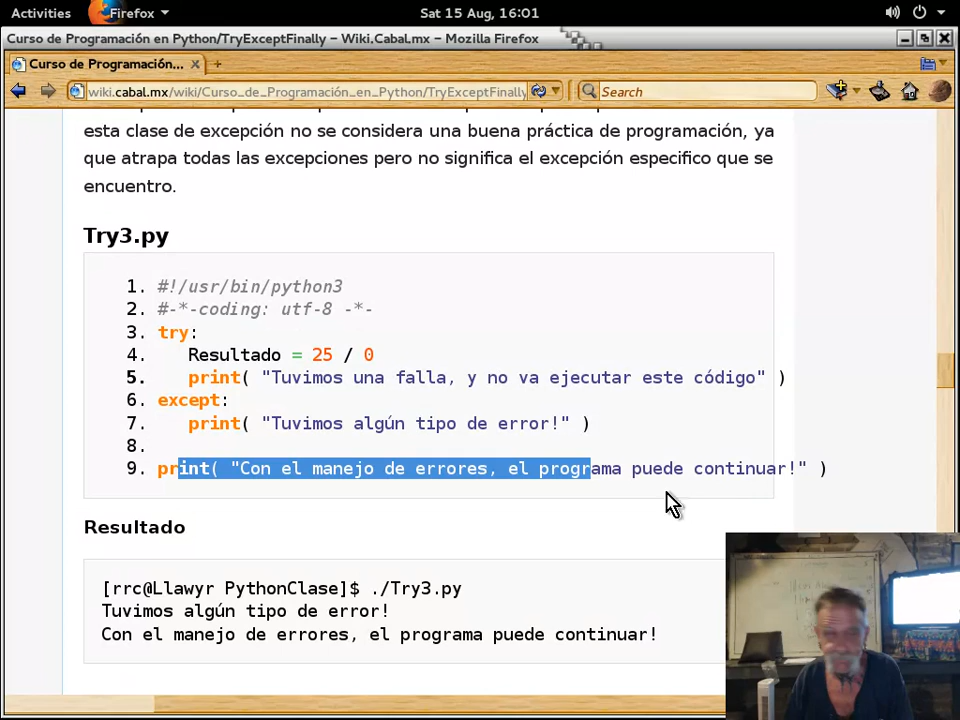 Activities Firefox Sat 15 Aug, 16:01
Curso de Programación en Python/TryExceptFinally - Wiki.Cabal.mx - Mozilla Firefox
Curso de Programación...
wiki.cabal.mx/wiki/Curso_de_Programación_en_Python/TryExceptFinally Search
esta clase de excepción no se considera una buena práctica de programación, ya
que atrapa todas las excepciones pero no significa el excepción especifico que se
encuentro.
Try3.py
1. #!/usr/bin/python3
2. #-*-coding: utf-8 -*-
3. try:
4. Resultado = 25 / 0
5. print( "Tuvimos una falla, y no va ejecutar este código" )
6. except:
7. print( "Tuvimos algún tipo de error!" )
8.
9. print( "Con el manejo de errores, el programa puede continuar!" )
Resultado
[rrc@Llawyr PythonClase]$ ./Try3.py
Tuvimos algún tipo de error!
Con el manejo de errores, el programa puede continuar!